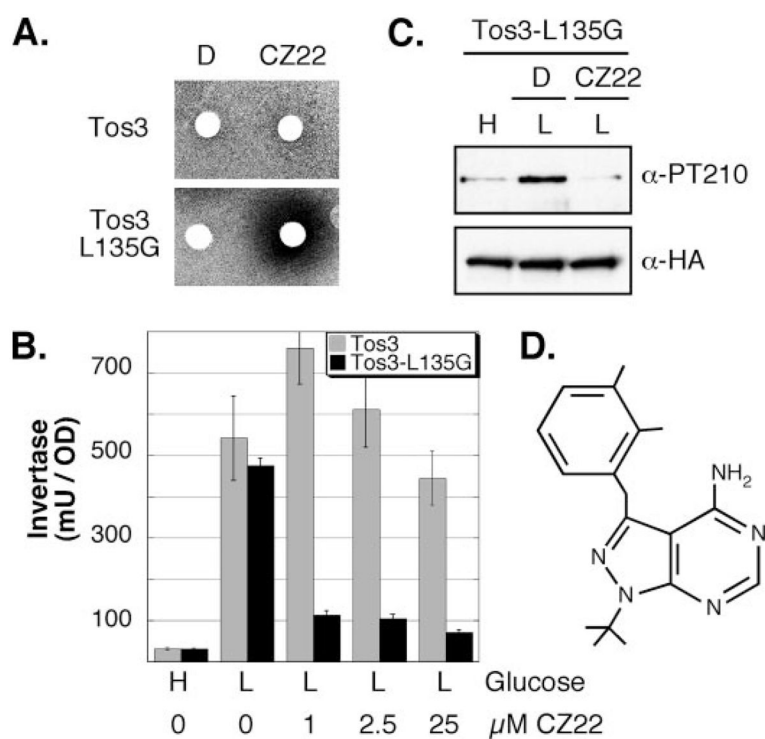 A.
D CZ22
Tos3
Tos3
L135G
C.
Tos3-L135G
D CZ22
H L L
α-PT210
α-HA
B.
Tos3
Tos3-L135G
Invertase
(mU / OD)
700
500
300
100
H L L L L Glucose
0 0 1 2.5 25 µM CZ22
D.
NH2
N
N
N
N
N